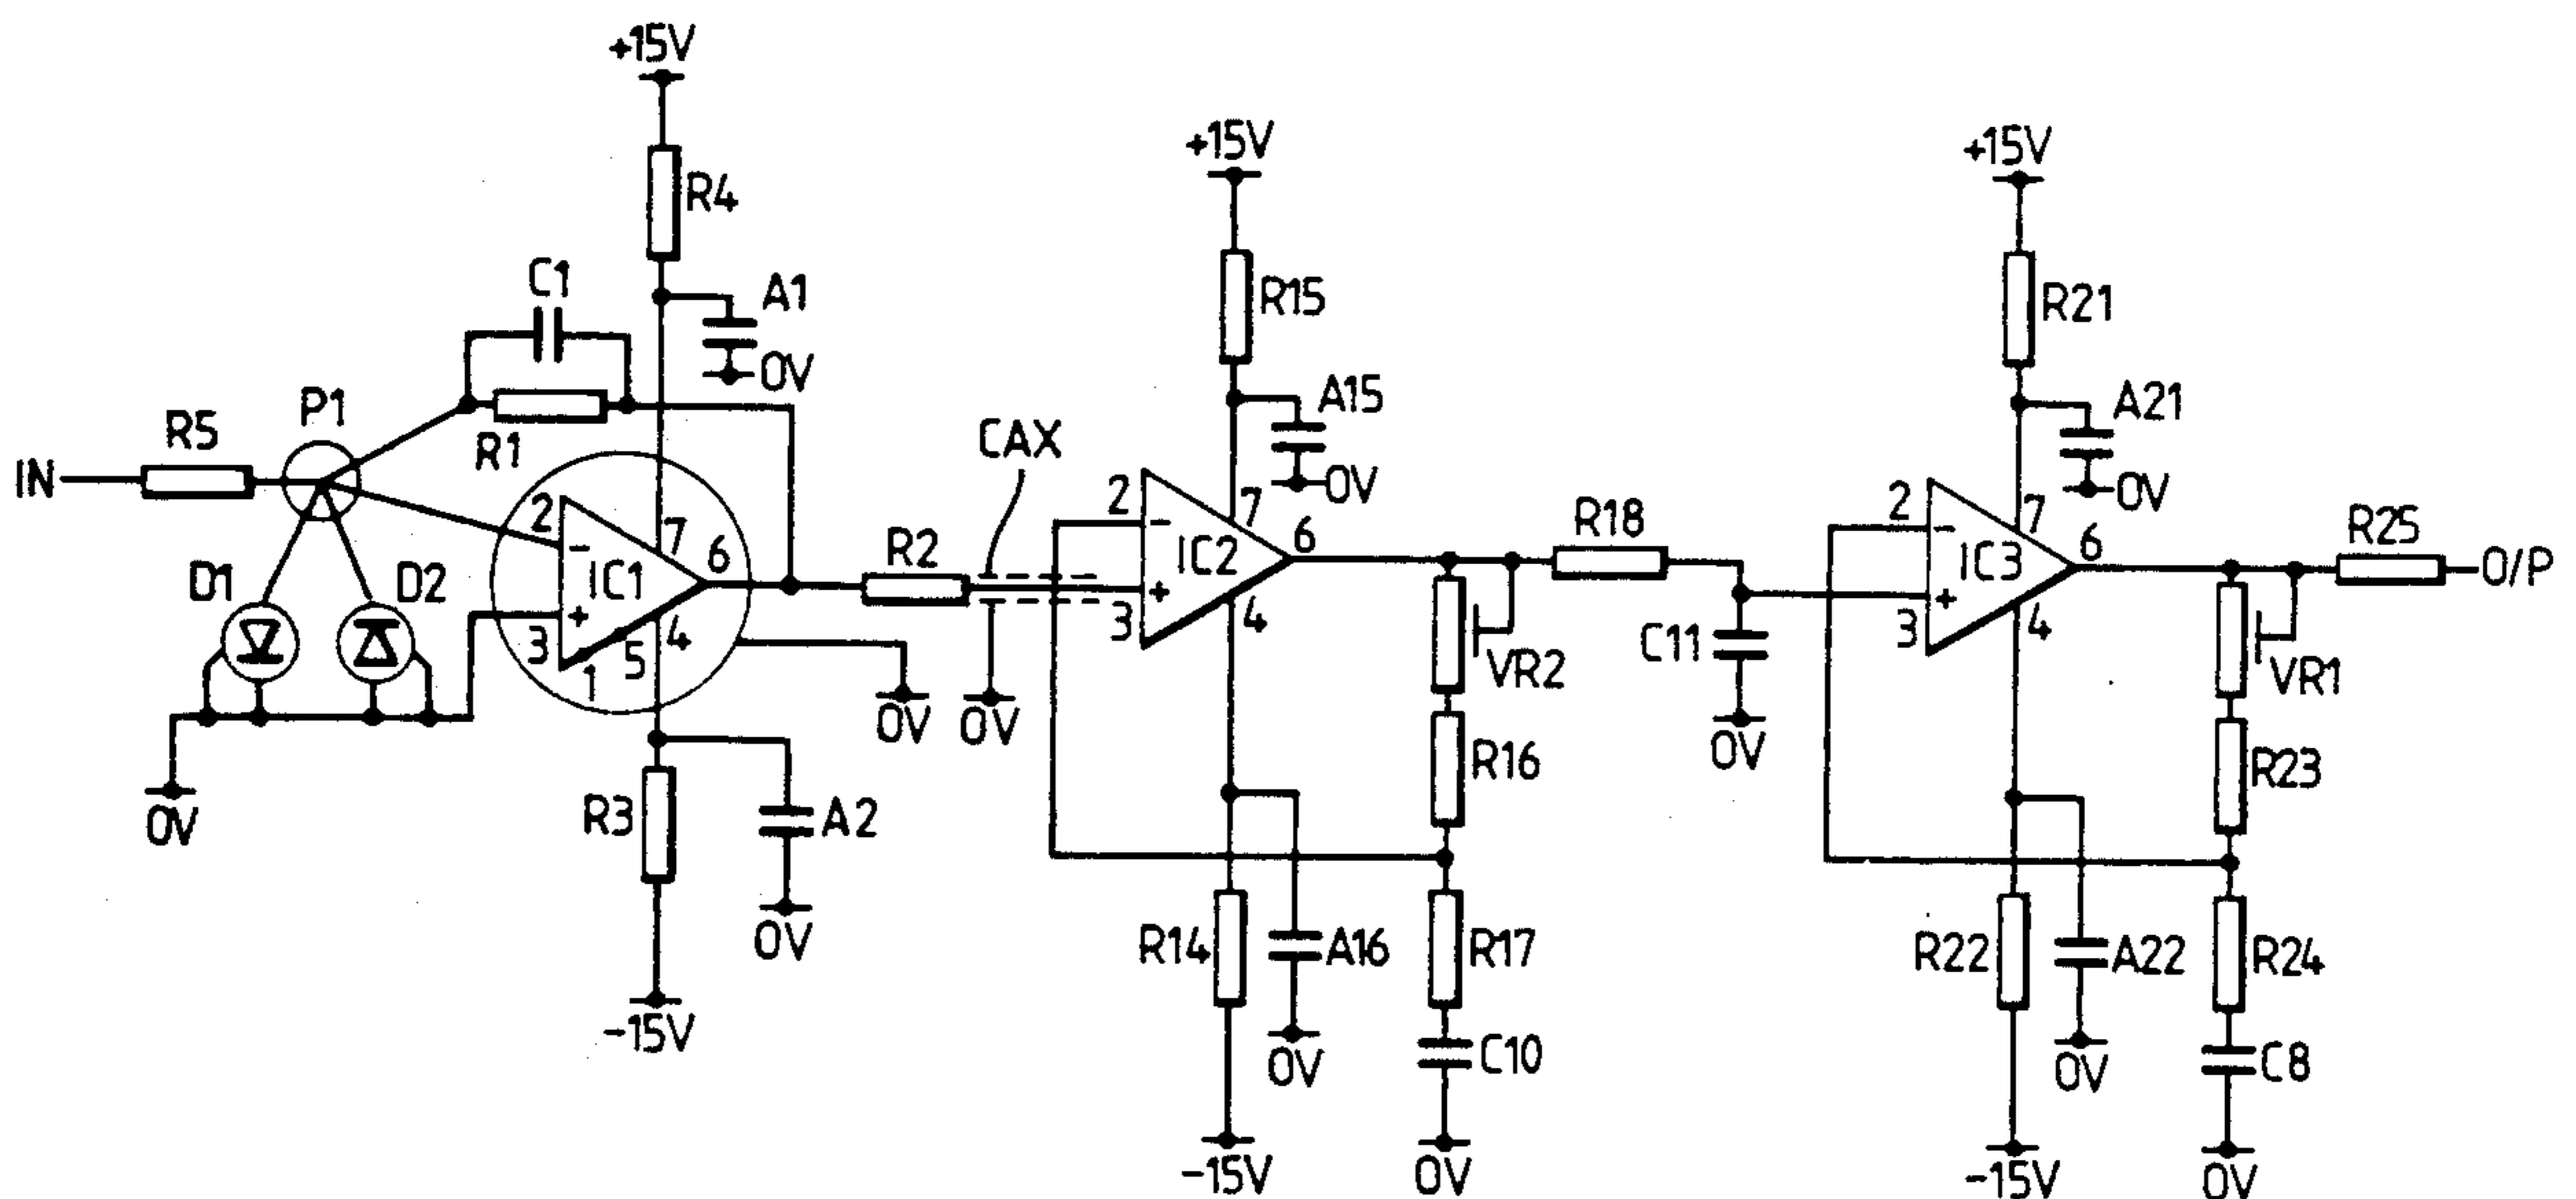 +15V
R4
C1
A1
0V
P1
R5
IN
R1
D1
D2
2
-
IC1
+
3
1
5
4
7
6
0V
R3
A2
0V
-15V
R2
CAX
0V
0V
+15V
R15
A15
0V
2
-
7
IC2
6
+
3
4
R14
A16
0V
-15V
VR2
R16
R17
C10
0V
R18
C11
0V
+15V
R21
A21
0V
2
-
7
IC3
6
+
3
4
R22
A22
0V
-15V
VR1
R23
R24
C8
0V
R25
O/P